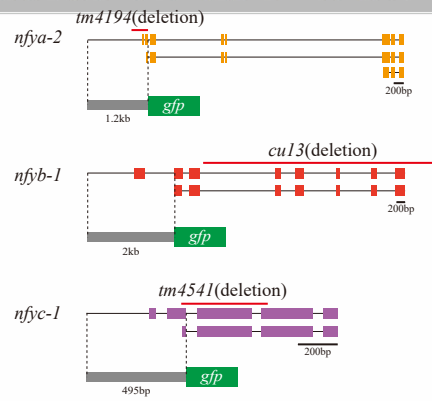 tm4194(deletion)
nfya-2
200bp
gfp
1.2kb
cu13(deletion)
nfyb-1
200bp
gfp
2kb
tm4541(deletion)
nfyc-1
200bp
gfp
495bp